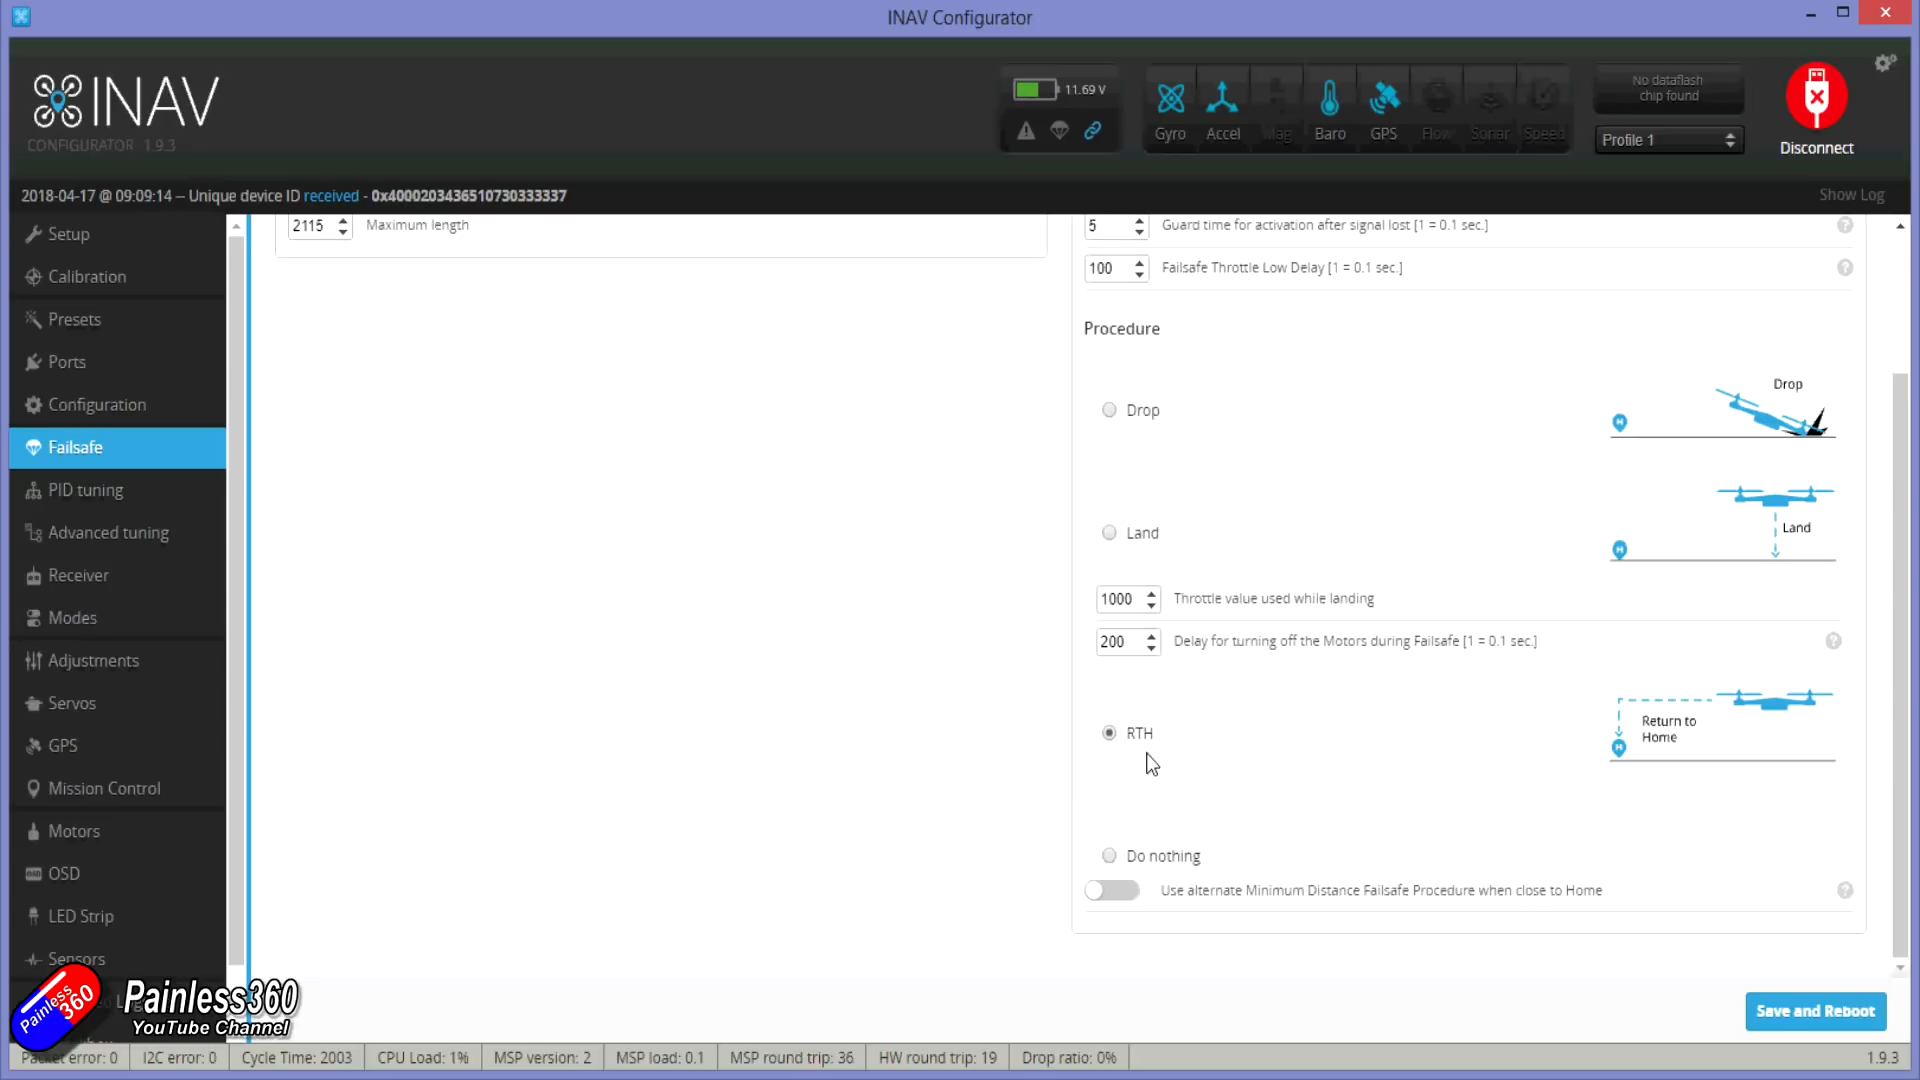 INAV Configurator
INAV
CONFIGURATOR 1.9.3
11.69 V
Gyro
Accel
Mag
Baro
GPS
Flow
Sonar
Speed
No dataflash
chip found
Profile 1
Disconnect
2018-04-17 @ 09:09:14 -- Unique device ID received - 0x4000203436510730333337
Show Log
Setup
Calibration
Presets
Ports
Configuration
Failsafe
PID tuning
Advanced tuning
Receiver
Modes
Adjustments
Servos
GPS
Mission Control
Motors
OSD
LED Strip
Sensors
2115 Maximum length
5 Guard time for activation after signal lost [1 = 0.1 sec.]
100 Failsafe Throttle Low Delay [1 = 0.1 sec.]
Procedure
Drop
Drop
H
Land
Land
H
1000 Throttle value used while landing
200 Delay for turning off the Motors during Failsafe [1 = 0.1 sec.]
RTH
Return to
Home
H
Do nothing
Use alternate Minimum Distance Failsafe Procedure when close to Home
Save and Reboot
Painless
360
Painless360
YouTube Channel
Packet error: 0
I2C error: 0
Cycle Time: 2003
CPU Load: 1%
MSP version: 2
MSP load: 0.1
MSP round trip: 36
HW round trip: 19
Drop ratio: 0%
1.9.3